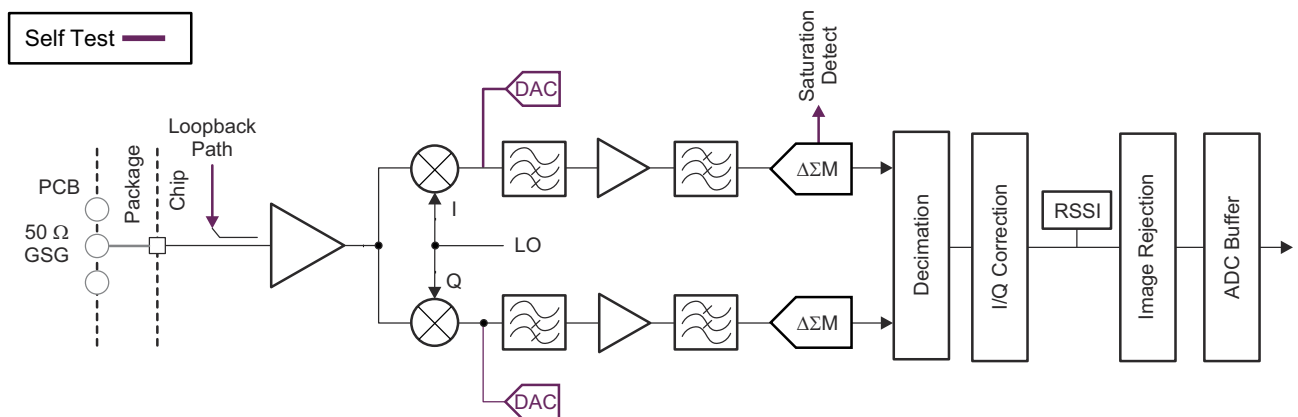 Self Test
Saturation
Detect
DAC
Loopback
Path
PCB
Package
Chip
50 Ω
GSG
I
LO
Q
ΔΣM
ΔΣM
DAC
Decimation
I/Q Correction
RSSI
Image Rejection
ADC Buffer